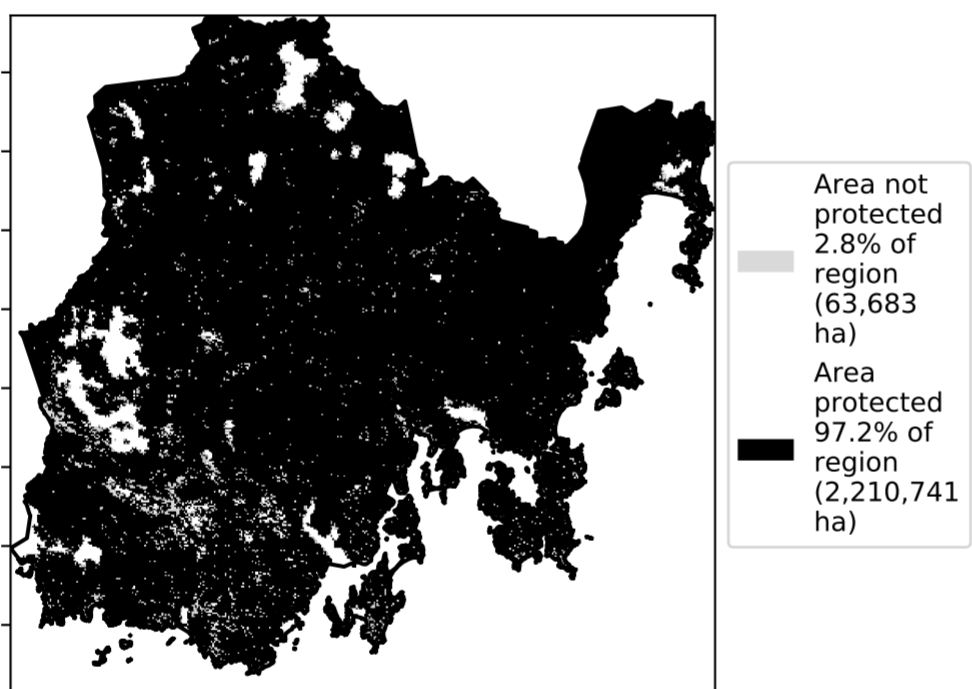 Area not
protected
2.8% of
region
(63,683
ha)
Area
protected
97.2% of
region
(2,210,741
ha)